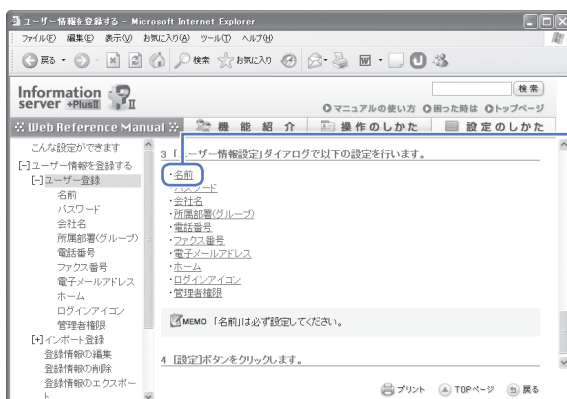 ユーザー情報を登録する - Microsoft Internet Explorer
ファイル(F) 編集(E) 表示(V) お気に入り(A) ツール(T) ヘルプ(H)
戻る 検索 お気に入り
Information server +PlusⅡ Ⅱ
検索
マニュアルの使い方 困った時は トップページ
Web Reference Manual 機能紹介 操作のしかた 設定のしかた
こんな設定ができます
[-]ユーザー情報を登録する
[-]ユーザー登録
名前
パスワード
会社名
所属部署(グループ)
電話番号
ファクス番号
電子メールアドレス
ホーム
ログインアイコン
管理者権限
[+]インポート登録
登録情報の編集
登録情報の削除
登録情報のエクスポー
ト
3 「ユーザー情報設定」ダイアログで以下の設定を行います。
・名前
・パスワード
・会社名
・所属部署(グループ)
・電話番号
・ファクス番号
・電子メールアドレス
・ホーム
・ログインアイコン
・管理者権限
MEMO 「名前」は必ず設定してください。
4 [設定]ボタンをクリックします。
プリント TOPページ 戻る